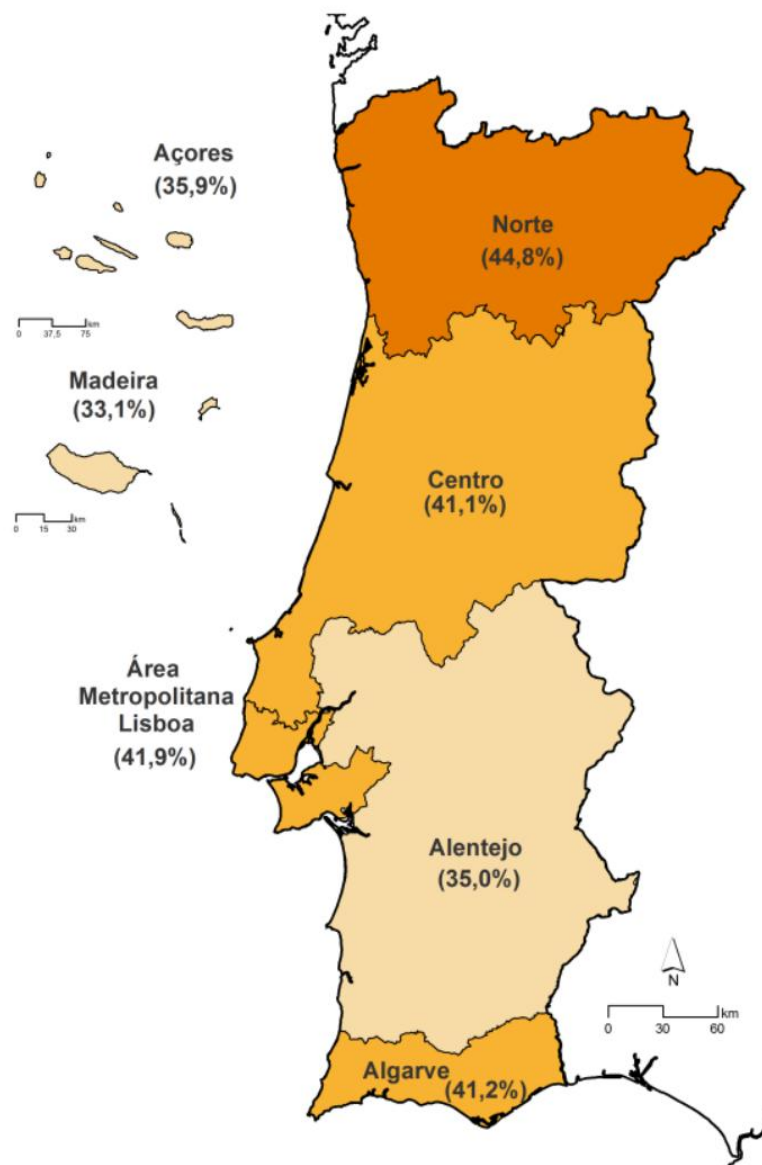 Açores
(35,9%)
Norte
(44,8%)
0 37,5 75 km
Madeira
(33,1%)
Centro
(41,1%)
0 15 30 km
Área
Metropolitana
Lisboa
(41,9%)
Alentejo
(35,0%)
N
0 30 60 km
Algarve (41,2%)